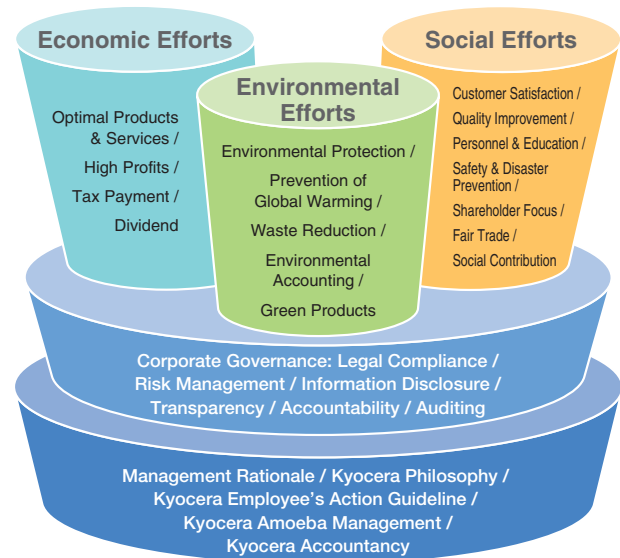 Economic Efforts
Optimal Products
& Services /
High Profits /
Tax Payment /
Dividend
Environmental
Efforts
Environmental Protection /
Prevention of
Global Warming /
Waste Reduction /
Environmental
Accounting /
Green Products
Social Efforts
Customer Satisfaction /
Quality Improvement /
Personnel & Education /
Safety & Disaster
Prevention /
Shareholder Focus /
Fair Trade /
Social Contribution
Corporate Governance: Legal Compliance /
Risk Management / Information Disclosure /
Transparency / Accountability / Auditing
Management Rationale / Kyocera Philosophy /
Kyocera Employee's Action Guideline /
Kyocera Amoeba Management /
Kyocera Accountancy